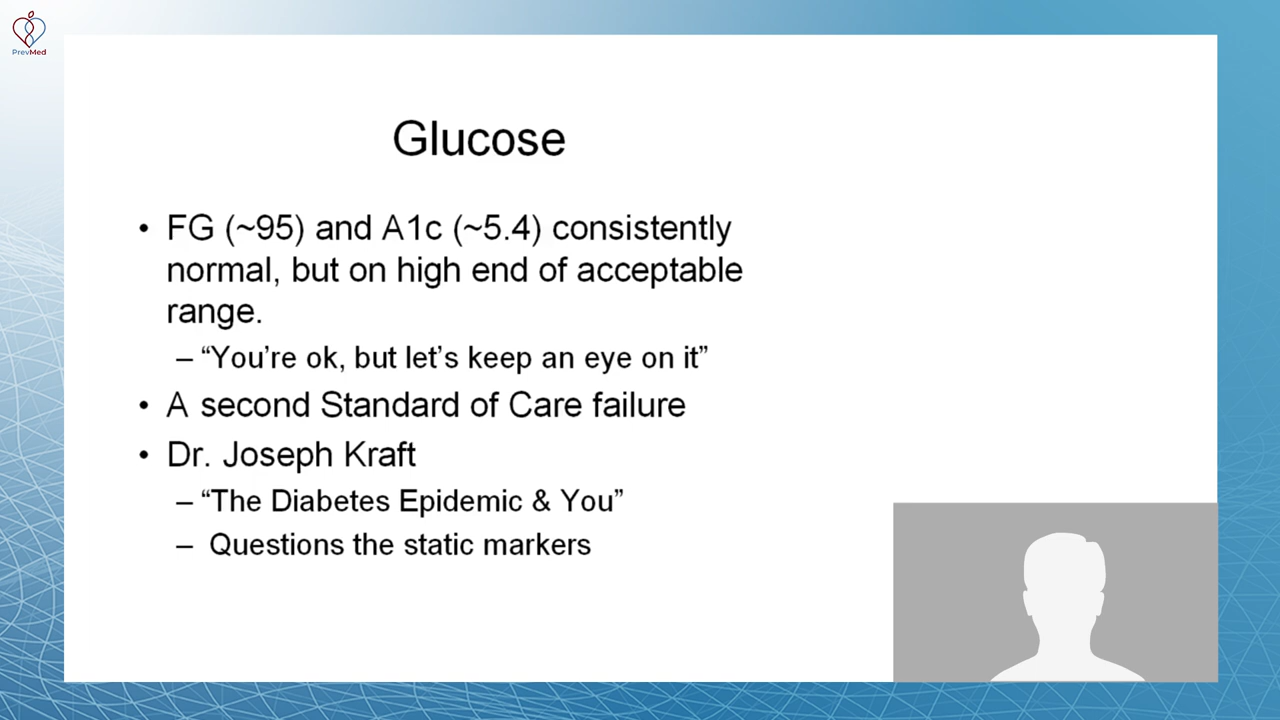 PrevMed
Glucose
• FG (~95) and A1c (~5.4) consistently
normal, but on high end of acceptable
range.
– “You’re ok, but let’s keep an eye on it”
• A second Standard of Care failure
• Dr. Joseph Kraft
– “The Diabetes Epidemic & You”
– Questions the static markers